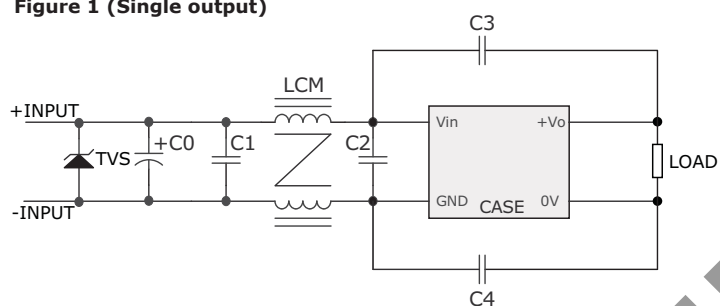 Figure 1 (Single output)
C3
LCM
+INPUT
+C0
C1
C2
Vin
+Vo
TVS
LOAD
-INPUT
GND
CASE
0V
C4